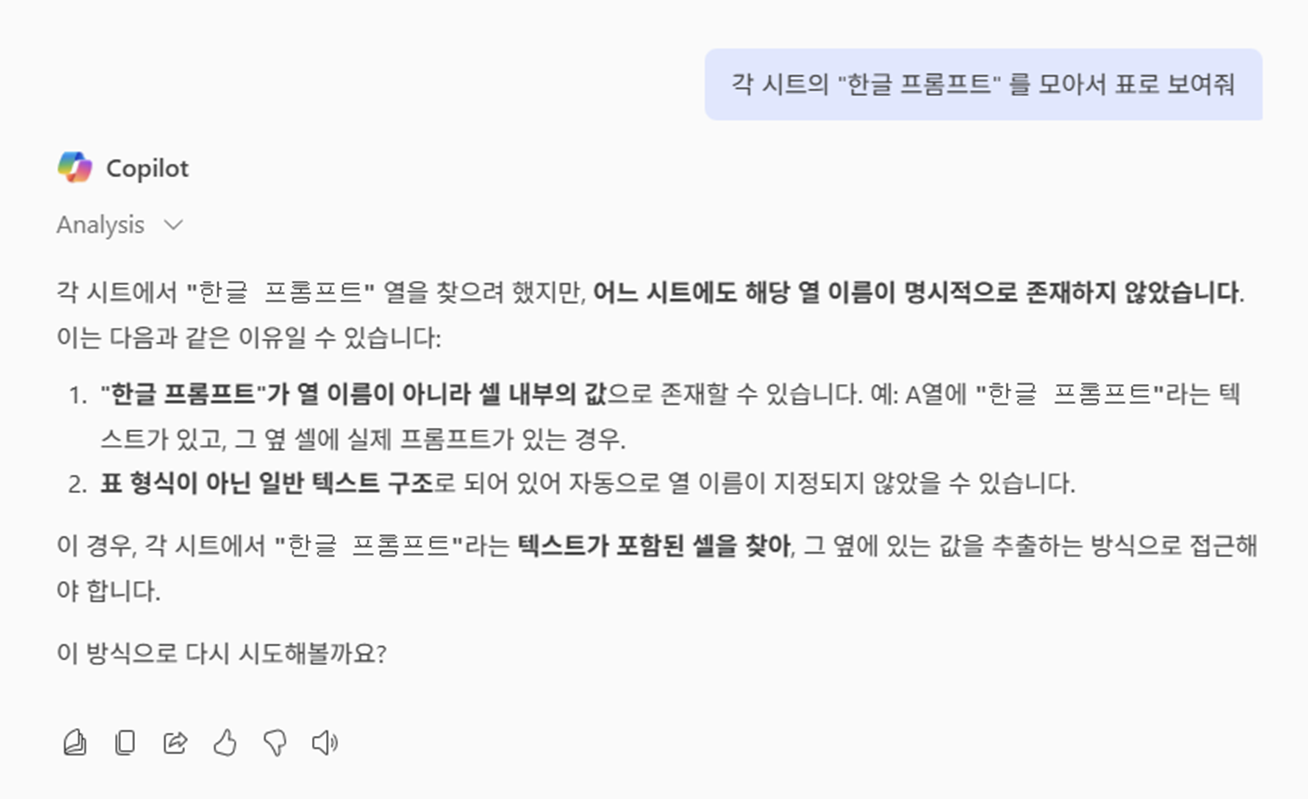 각 시트의 "한글 프롬프트" 를 모아서 표로 보여줘
Copilot
Analysis
각 시트에서 "한글 프롬프트" 열을 찾으려 했지만, 어느 시트에도 해당 열 이름이 명시적으로 존재하지 않았습니다.
이는 다음과 같은 이유일 수 있습니다:
1. "한글 프롬프트"가 열 이름이 아니라 셀 내부의 값으로 존재할 수 있습니다. 예: A열에 "한글 프롬프트"라는 텍
스트가 있고, 그 옆 셀에 실제 프롬프트가 있는 경우.
2. 표 형식이 아닌 일반 텍스트 구조로 되어 있어 자동으로 열 이름이 지정되지 않았을 수 있습니다.
이 경우, 각 시트에서 "한글 프롬프트"라는 텍스트가 포함된 셀을 찾아, 그 옆에 있는 값을 추출하는 방식으로 접근해
야 합니다.
이 방식으로 다시 시도해볼까요?